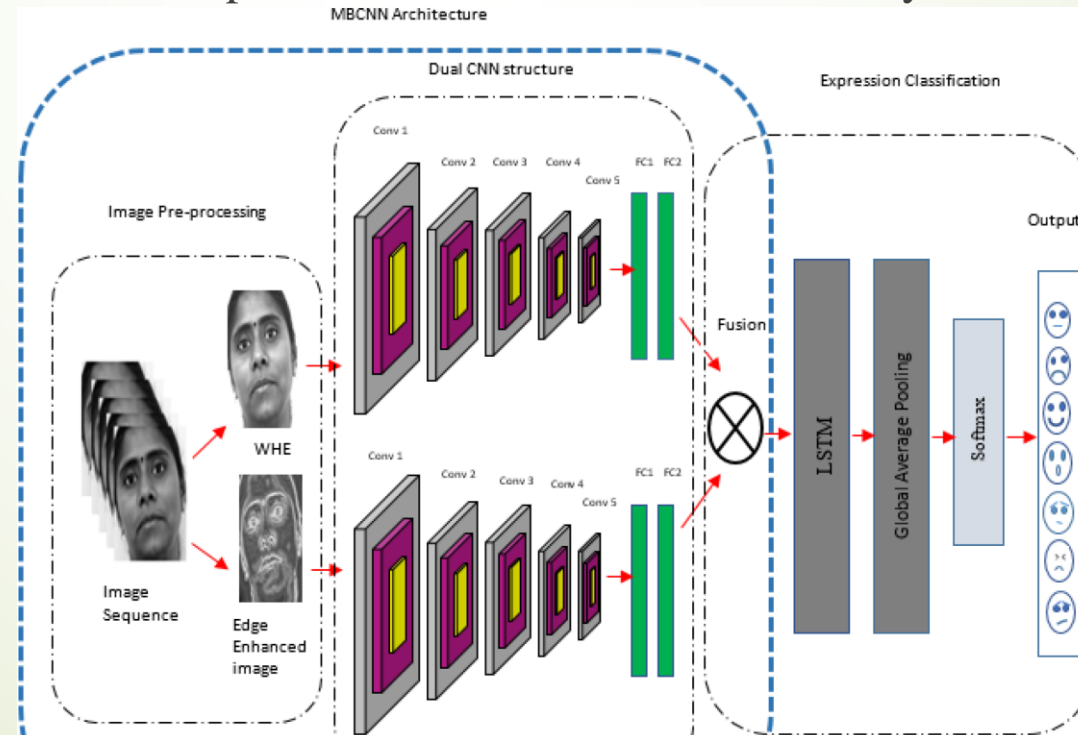 MBCNN Architecture
Dual CNN structure
Expression Classification
Conv 1
Conv 2
Conv 3
Conv 4
Conv 5
FC1
FC2
Image Pre-processing
Output
WHE
Fusion
LSTM
Global Average Pooling
Softmax
Conv 1
Conv 2
Conv 3
Conv 4
Conv 5
FC1
FC2
Image
Sequence
Edge
Enhanced
image